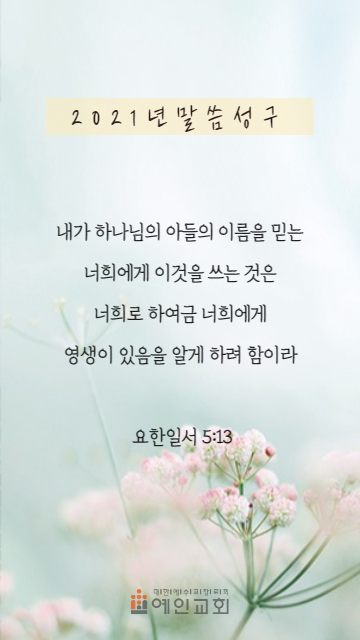 2021년말씀성구
내가 하나님의 아들의 이름을 믿는
너희에게 이것을 쓰는 것은
너희로 하여금 너희에게
영생이 있음을 알게 하려 함이라
요한일서 5:13
예인교회